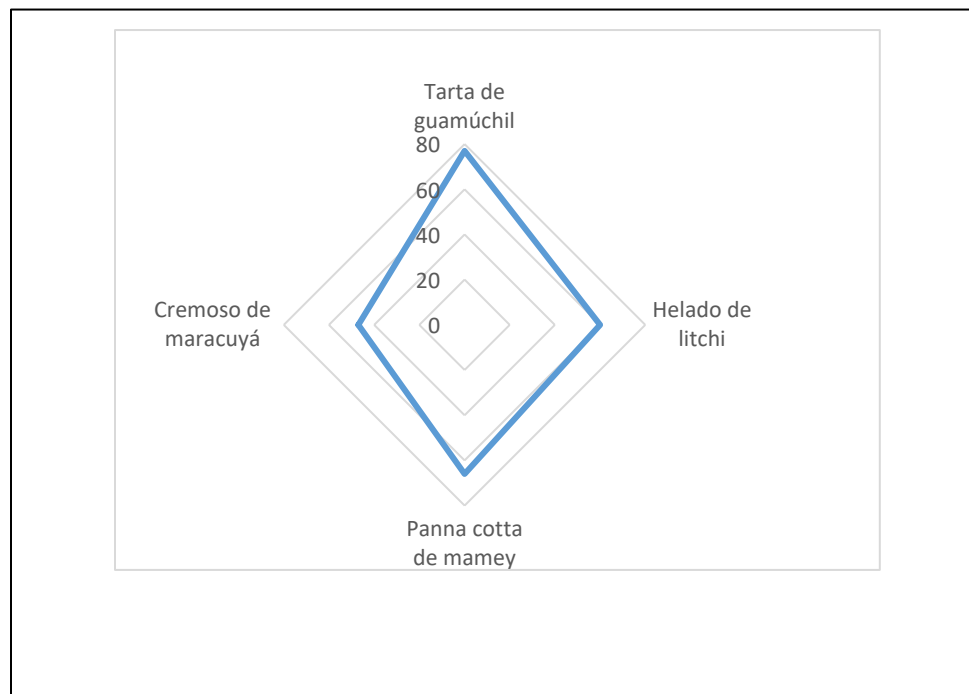 Tarta de
guamúchil
80
60
40
20
0
Cremoso de
maracuyá
Helado de
litchi
Panna cotta
de mamey